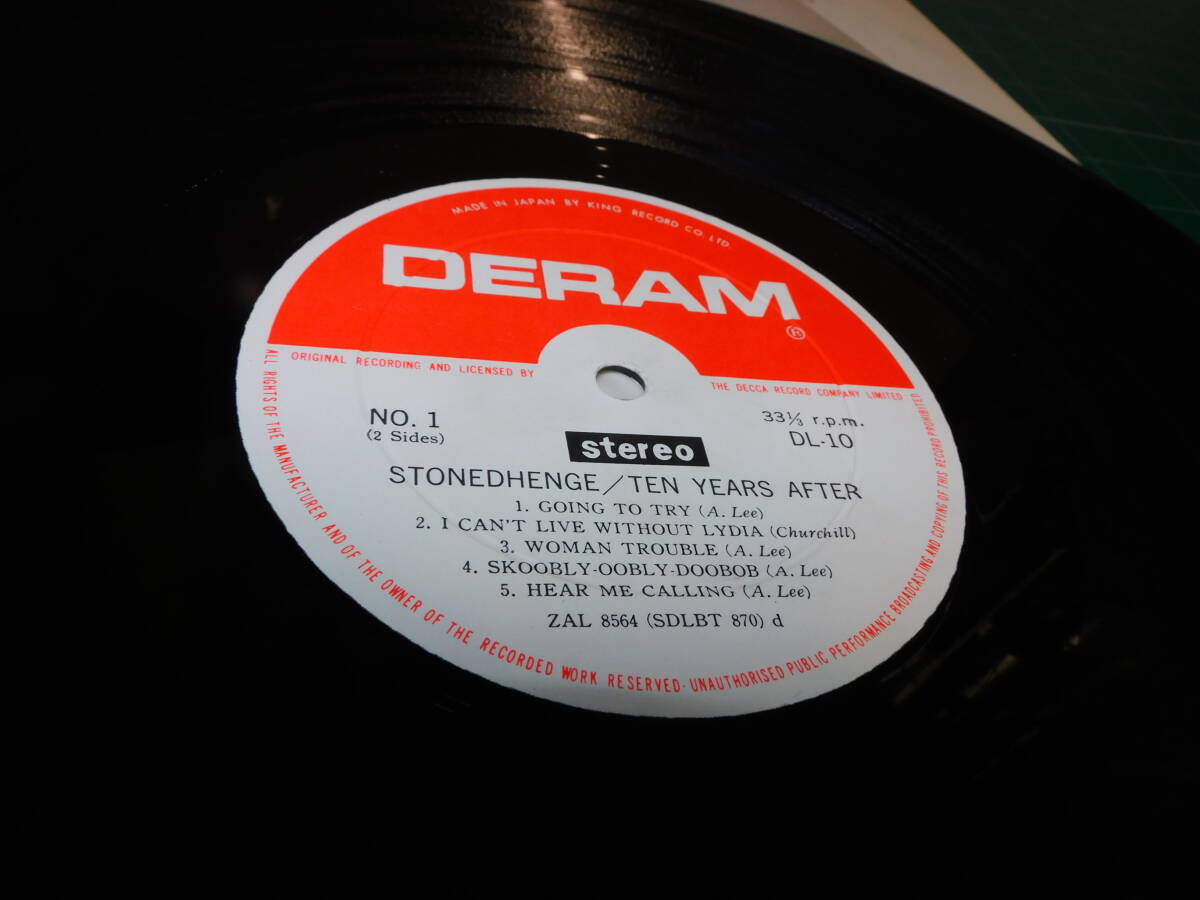 MADE IN JAPAN BY KING RECORD CO. LTD.
DERAM
®
ORIGINAL RECORDING AND LICENSED BY
THE DECCA RECORD COMPANY LIMITED
NO. 1
(2 Sides)
stereo
33⅓ r.p.m.
DL-10
STONEDHENGE/TEN YEARS AFTER
1. GOING TO TRY (A. Lee)
2. I CAN'T LIVE WITHOUT LYDIA (Churchill)
3. WOMAN TROUBLE (A. Lee)
4. SKOOBLY-OOBLY-DOOBOB (A. Lee)
5. HEAR ME CALLING (A. Lee)
ZAL 8564 (SDLBT 870) d
ALL RIGHTS OF THE MANUFACTURER AND OF THE OWNER OF THE RECORDED WORK RESERVED· UNAUTHORISED PUBLIC PERFORMANCE BROADCASTING AND COPYING OF THIS RECORD PROHIBITED